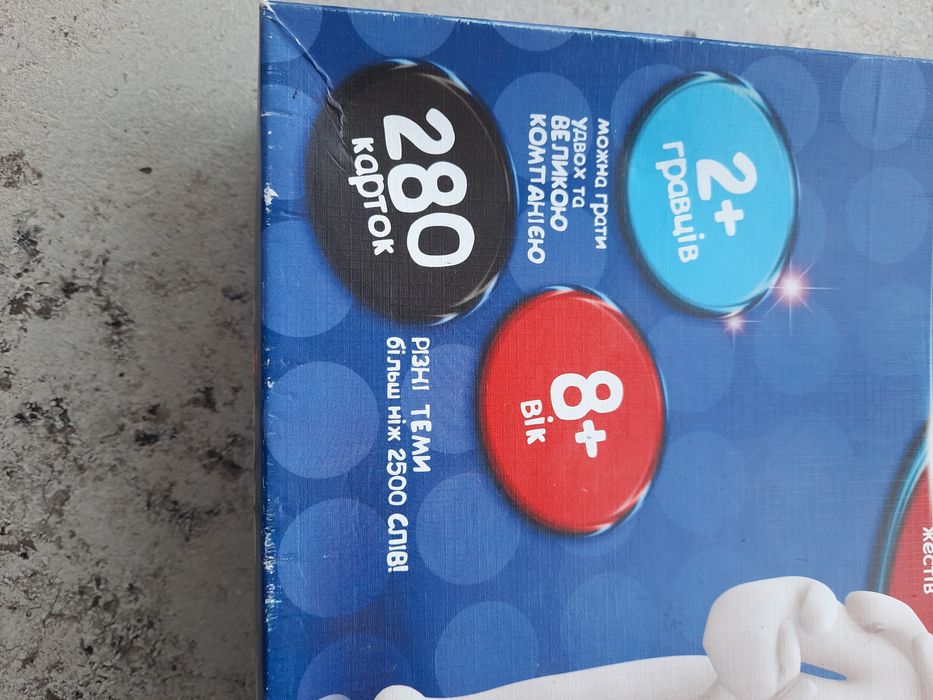 2+
гравців
можна грати
удвох та
ВЕЛИКОЮ
КОМПАНІЄЮ
280
карток
8+
вік
РІЗНІ ТЕМИ
більш ніж 2500 СЛІВ!
жестів